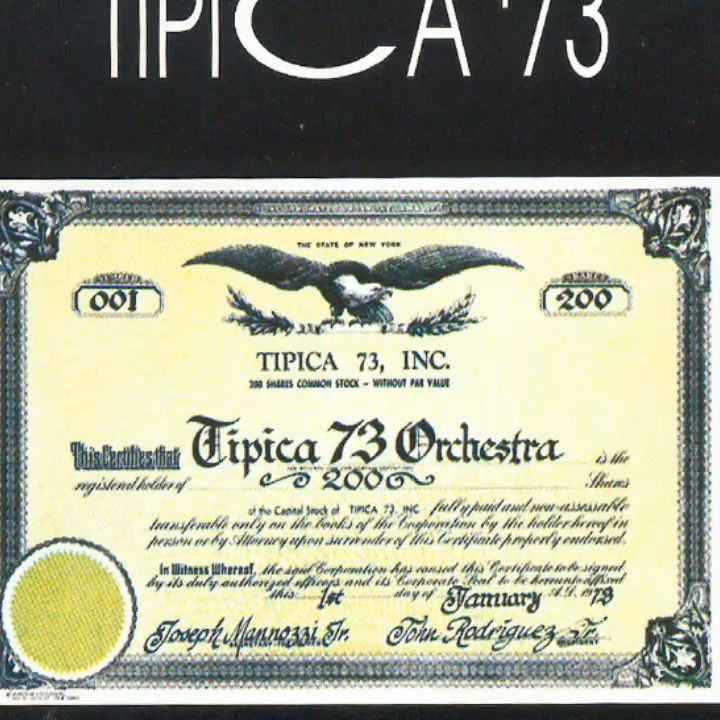 TIPICA '73
THE STATE OF NEW YORK
NUMBER SHARES
001 200
TIPICA 73, INC.
200 SHARES COMMON STOCK – WITHOUT PAR VALUE
This Certifies that Tipica 73 Orchestra is the
registered holder of 200 Shares
of the Capital Stock of TIPICA 73, INC fully paid and non-assessable
transferable only on the books of the Corporation by the holder hereof in
person or by Attorney upon surrender of this Certificate properly endorsed.
In Witness Whereof, the said Corporation has caused this Certificate to be signed
by its duly authorized officers and its Corporate Seal to be hereunto affixed
this 1st day of January A.D. 1973
Joseph Mannozzi Jr. John Rodriguez Jr.
SECRETARY-TREASURER PRESIDENT